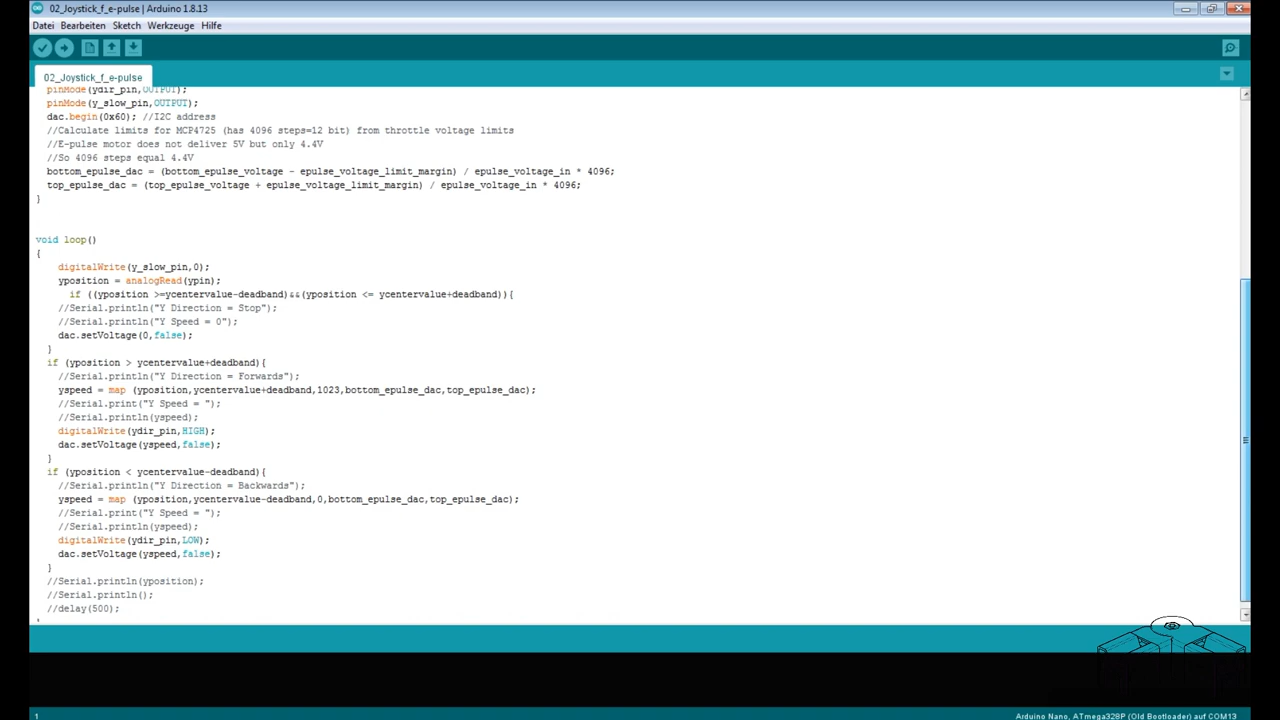 02_Joystick_f_e-pulse | Arduino 1.8.13
Datei Bearbeiten Sketch Werkzeuge Hilfe
02_Joystick_f_e-pulse
pinMode(ydir_pin,OUTPUT);
pinMode(y_slow_pin,OUTPUT);
dac.begin(0x60); //I2C address
//Calculate limits for MCP4725 (has 4096 steps=12 bit) from throttle voltage limits
//E-pulse motor does not deliver 5V but only 4.4V
//So 4096 steps equal 4.4V
bottom_epulse_dac = (bottom_epulse_voltage - epulse_voltage_limit_margin) / epulse_voltage_in * 4096;
top_epulse_dac = (top_epulse_voltage + epulse_voltage_limit_margin) / epulse_voltage_in * 4096;
}
void loop()
{
digitalWrite(y_slow_pin,0);
yposition = analogRead(ypin);
if ((yposition >=ycentervalue-deadband)&&(yposition <= ycentervalue+deadband)){
//Serial.println("Y Direction = Stop");
//Serial.println("Y Speed = 0");
dac.setVoltage(0,false);
}
if (yposition > ycentervalue+deadband){
//Serial.println("Y Direction = Forwards");
yspeed = map (yposition,ycentervalue+deadband,1023,bottom_epulse_dac,top_epulse_dac);
//Serial.print("Y Speed = ");
//Serial.println(yspeed);
digitalWrite(ydir_pin,HIGH);
dac.setVoltage(yspeed,false);
}
if (yposition < ycentervalue-deadband){
//Serial.println("Y Direction = Backwards");
yspeed = map (yposition,ycentervalue-deadband,0,bottom_epulse_dac,top_epulse_dac);
//Serial.print("Y Speed = ");
//Serial.println(yspeed);
digitalWrite(ydir_pin,LOW);
dac.setVoltage(yspeed,false);
}
//Serial.println(yposition);
//Serial.println();
//delay(500);
1
Arduino Nano, ATmega328P (Old Bootloader) auf COM13